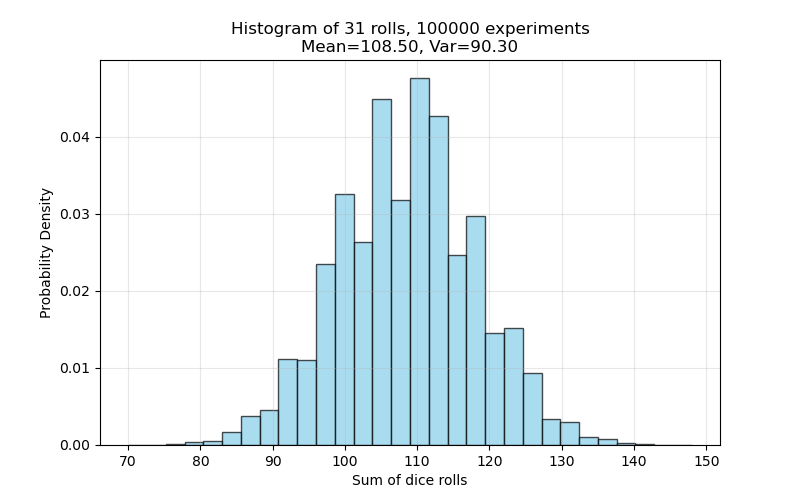 Histogram of 31 rolls, 100000 experiments
Mean=108.50, Var=90.30
Probability Density
0.04
0.03
0.02
0.01
0.00
70 80 90 100 110 120 130 140 150
Sum of dice rolls